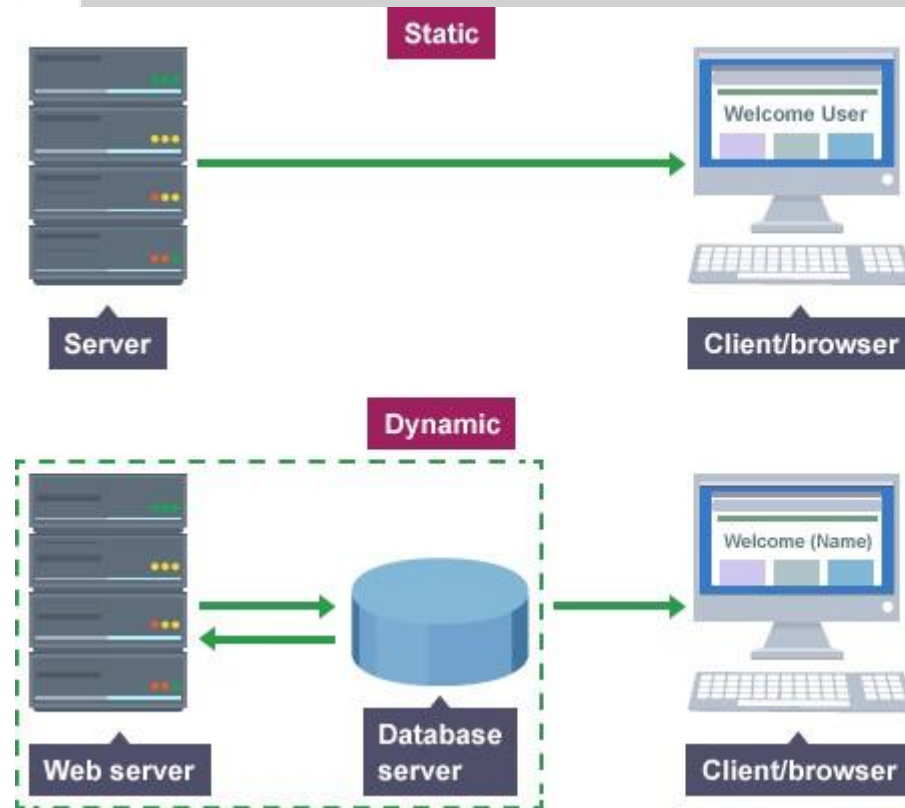 Static
Welcome User
Server
Client/browser
Dynamic
Welcome (Name)
Web server
Database
server
Client/browser